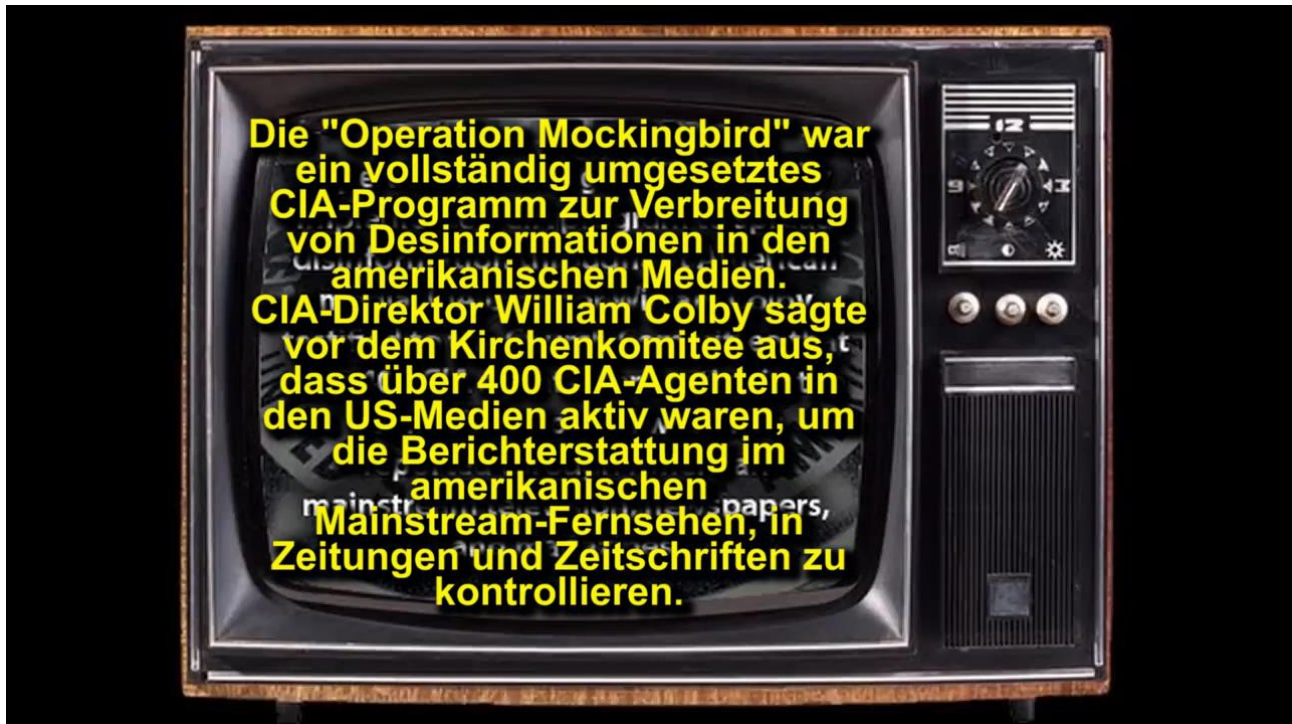 Die "Operation Mockingbird" war
ein vollständig umgesetztes
CIA-Programm zur Verbreitung
von Desinformationen in den
amerikanischen Medien.
CIA-Direktor William Colby sagte
vor dem Kirchenkomitee aus,
dass über 400 CIA-Agenten in
den US-Medien aktiv waren, um
die Berichterstattung im
amerikanischen
Mainstream-Fernsehen, in
Zeitungen und Zeitschriften zu
kontrollieren.
12
9
3